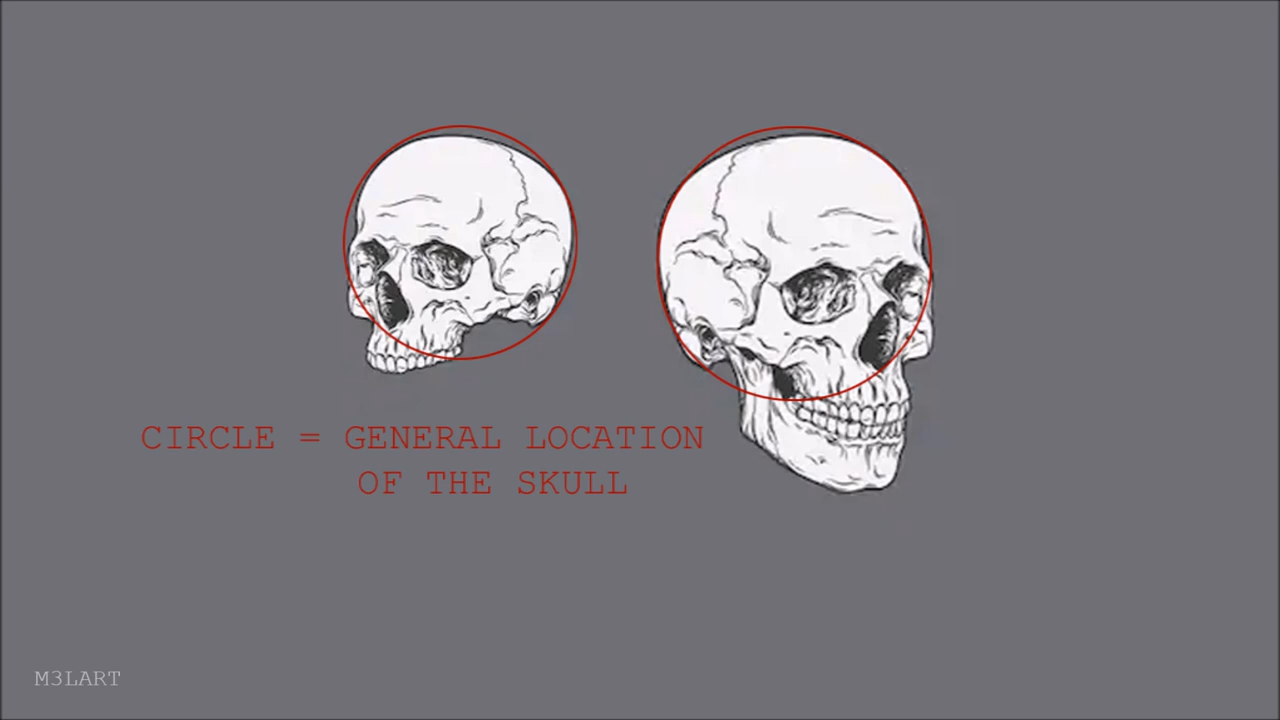 CIRCLE = GENERAL LOCATION
OF THE SKULL
M3LART